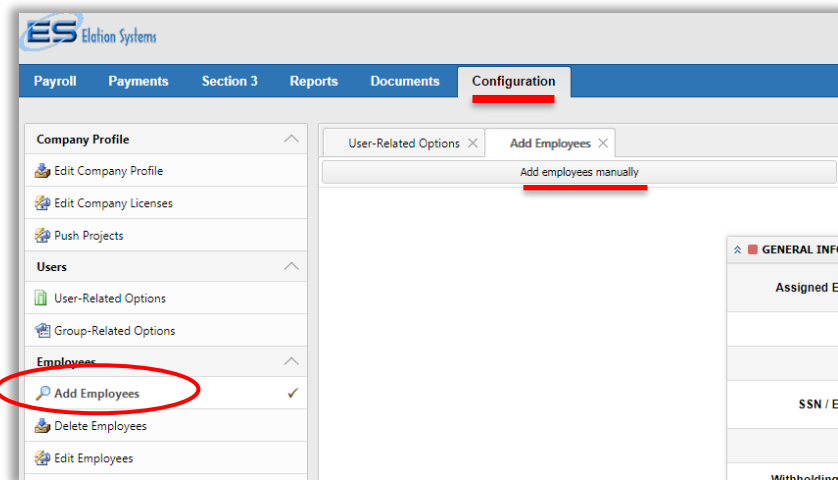 ES Elation Systems
Payroll Payments Section 3 Reports Documents Configuration
Company Profile
Edit Company Profile
Edit Company Licenses
Push Projects
Users
User-Related Options
Group-Related Options
Employees
Add Employees
Delete Employees
Edit Employees
User-Related Options Add Employees
Add employees manually
GENERAL INF
Assigned E
SSN / E
Withholding